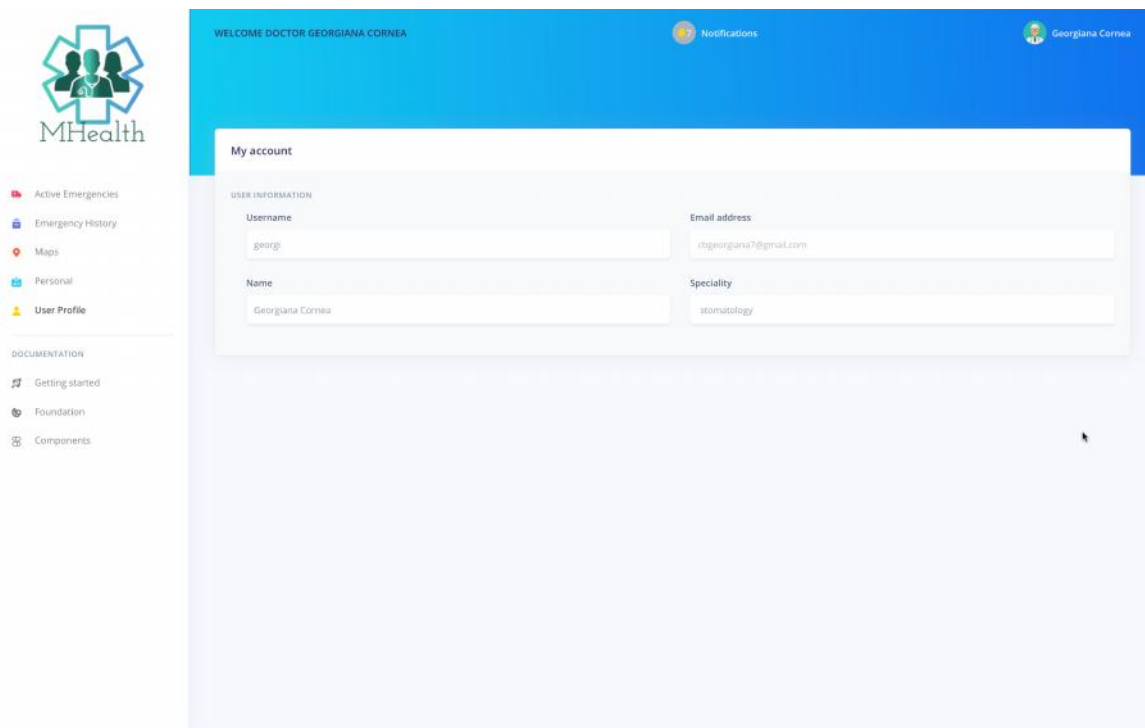 MHealth
Active Emergencies
Emergency History
Maps
Personal
User Profile
DOCUMENTATION
Getting started
Foundation
Components
WELCOME DOCTOR GEORGIANA CORNEA
7 Notifications
Georgiana Cornea
My account
USER INFORMATION
Username
georgi
Email address
Name
Georgiana Cornea
Speciality
stomatology